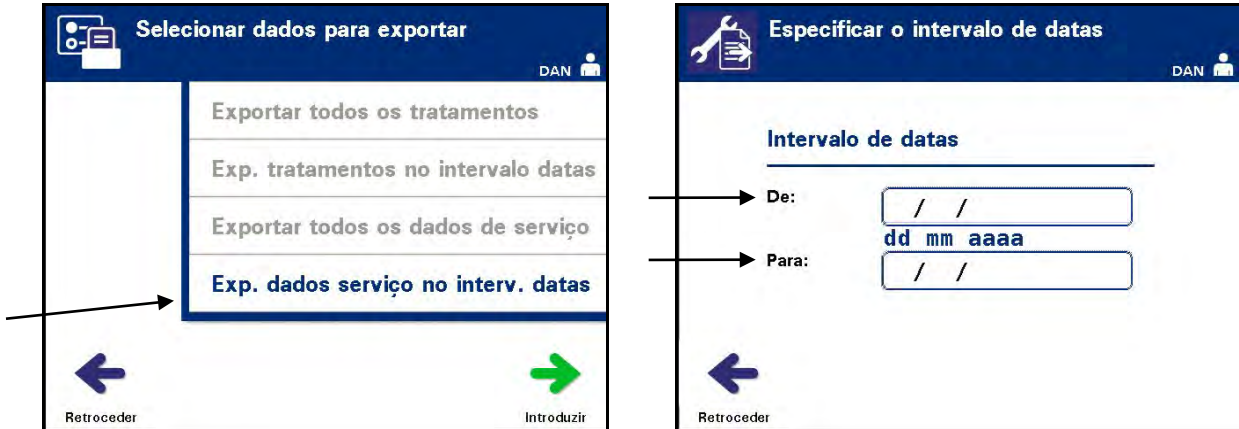 Selecionar dados para exportar
DAN
Exportar todos os tratamentos
Exp. tratamentos no intervalo datas
Exportar todos os dados de serviço
Exp. dados serviço no interv. datas
Retroceder
Introduzir
Especificar o intervalo de datas
DAN
Intervalo de datas
De:
/ /
dd mm aaaa
Para:
/ /
Retroceder